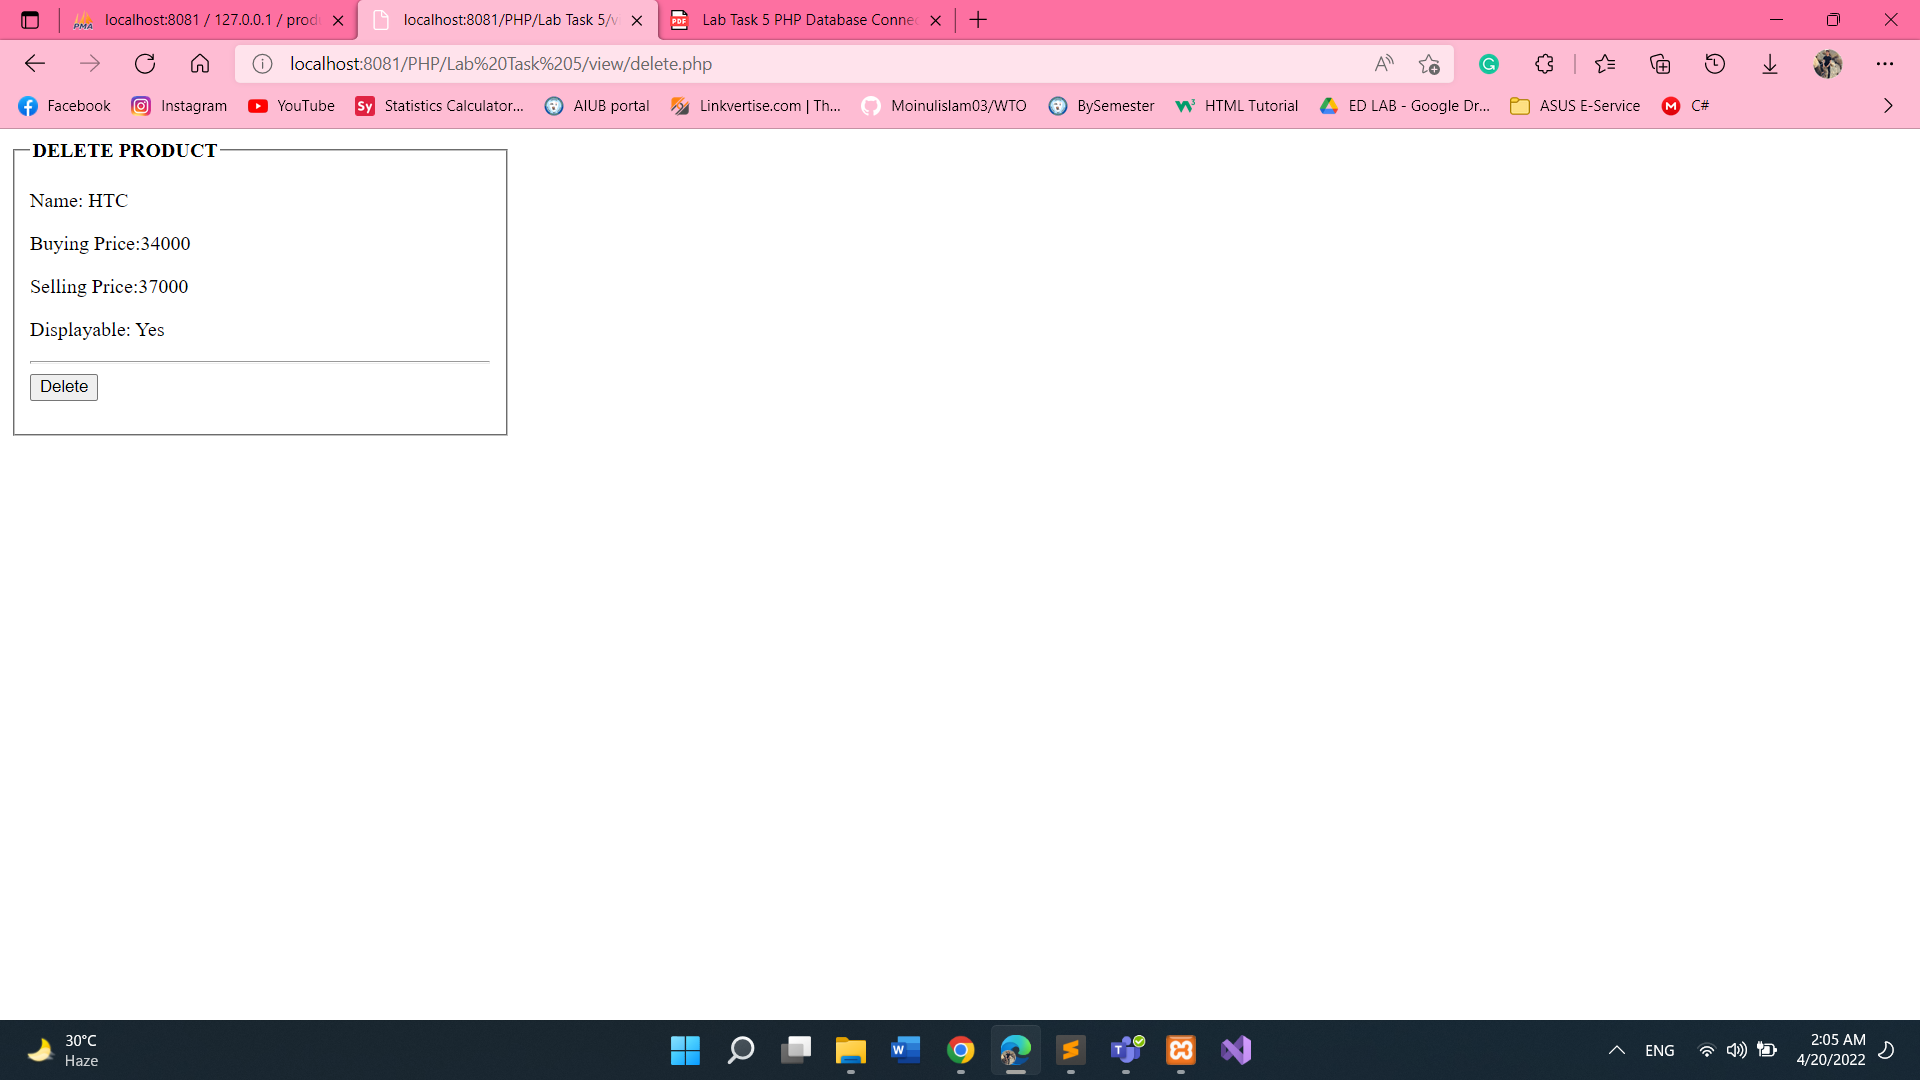 localhost:8081 / 127.0.0.1 / produ
localhost:8081/PHP/Lab Task 5/v
Lab Task 5 PHP Database Connec
localhost:8081/PHP/Lab%20Task%205/view/delete.php
Facebook
Instagram
YouTube
Sy
Statistics Calculator...
AIUB portal
Linkvertise.com | Th...
Moinulislam03/WTO
BySemester
HTML Tutorial
ED LAB - Google Dr...
ASUS E-Service
C#
DELETE PRODUCT
Name: HTC
Buying Price:34000
Selling Price:37000
Displayable: Yes
Delete
30°C
Haze
ENG
2:05 AM
4/20/2022